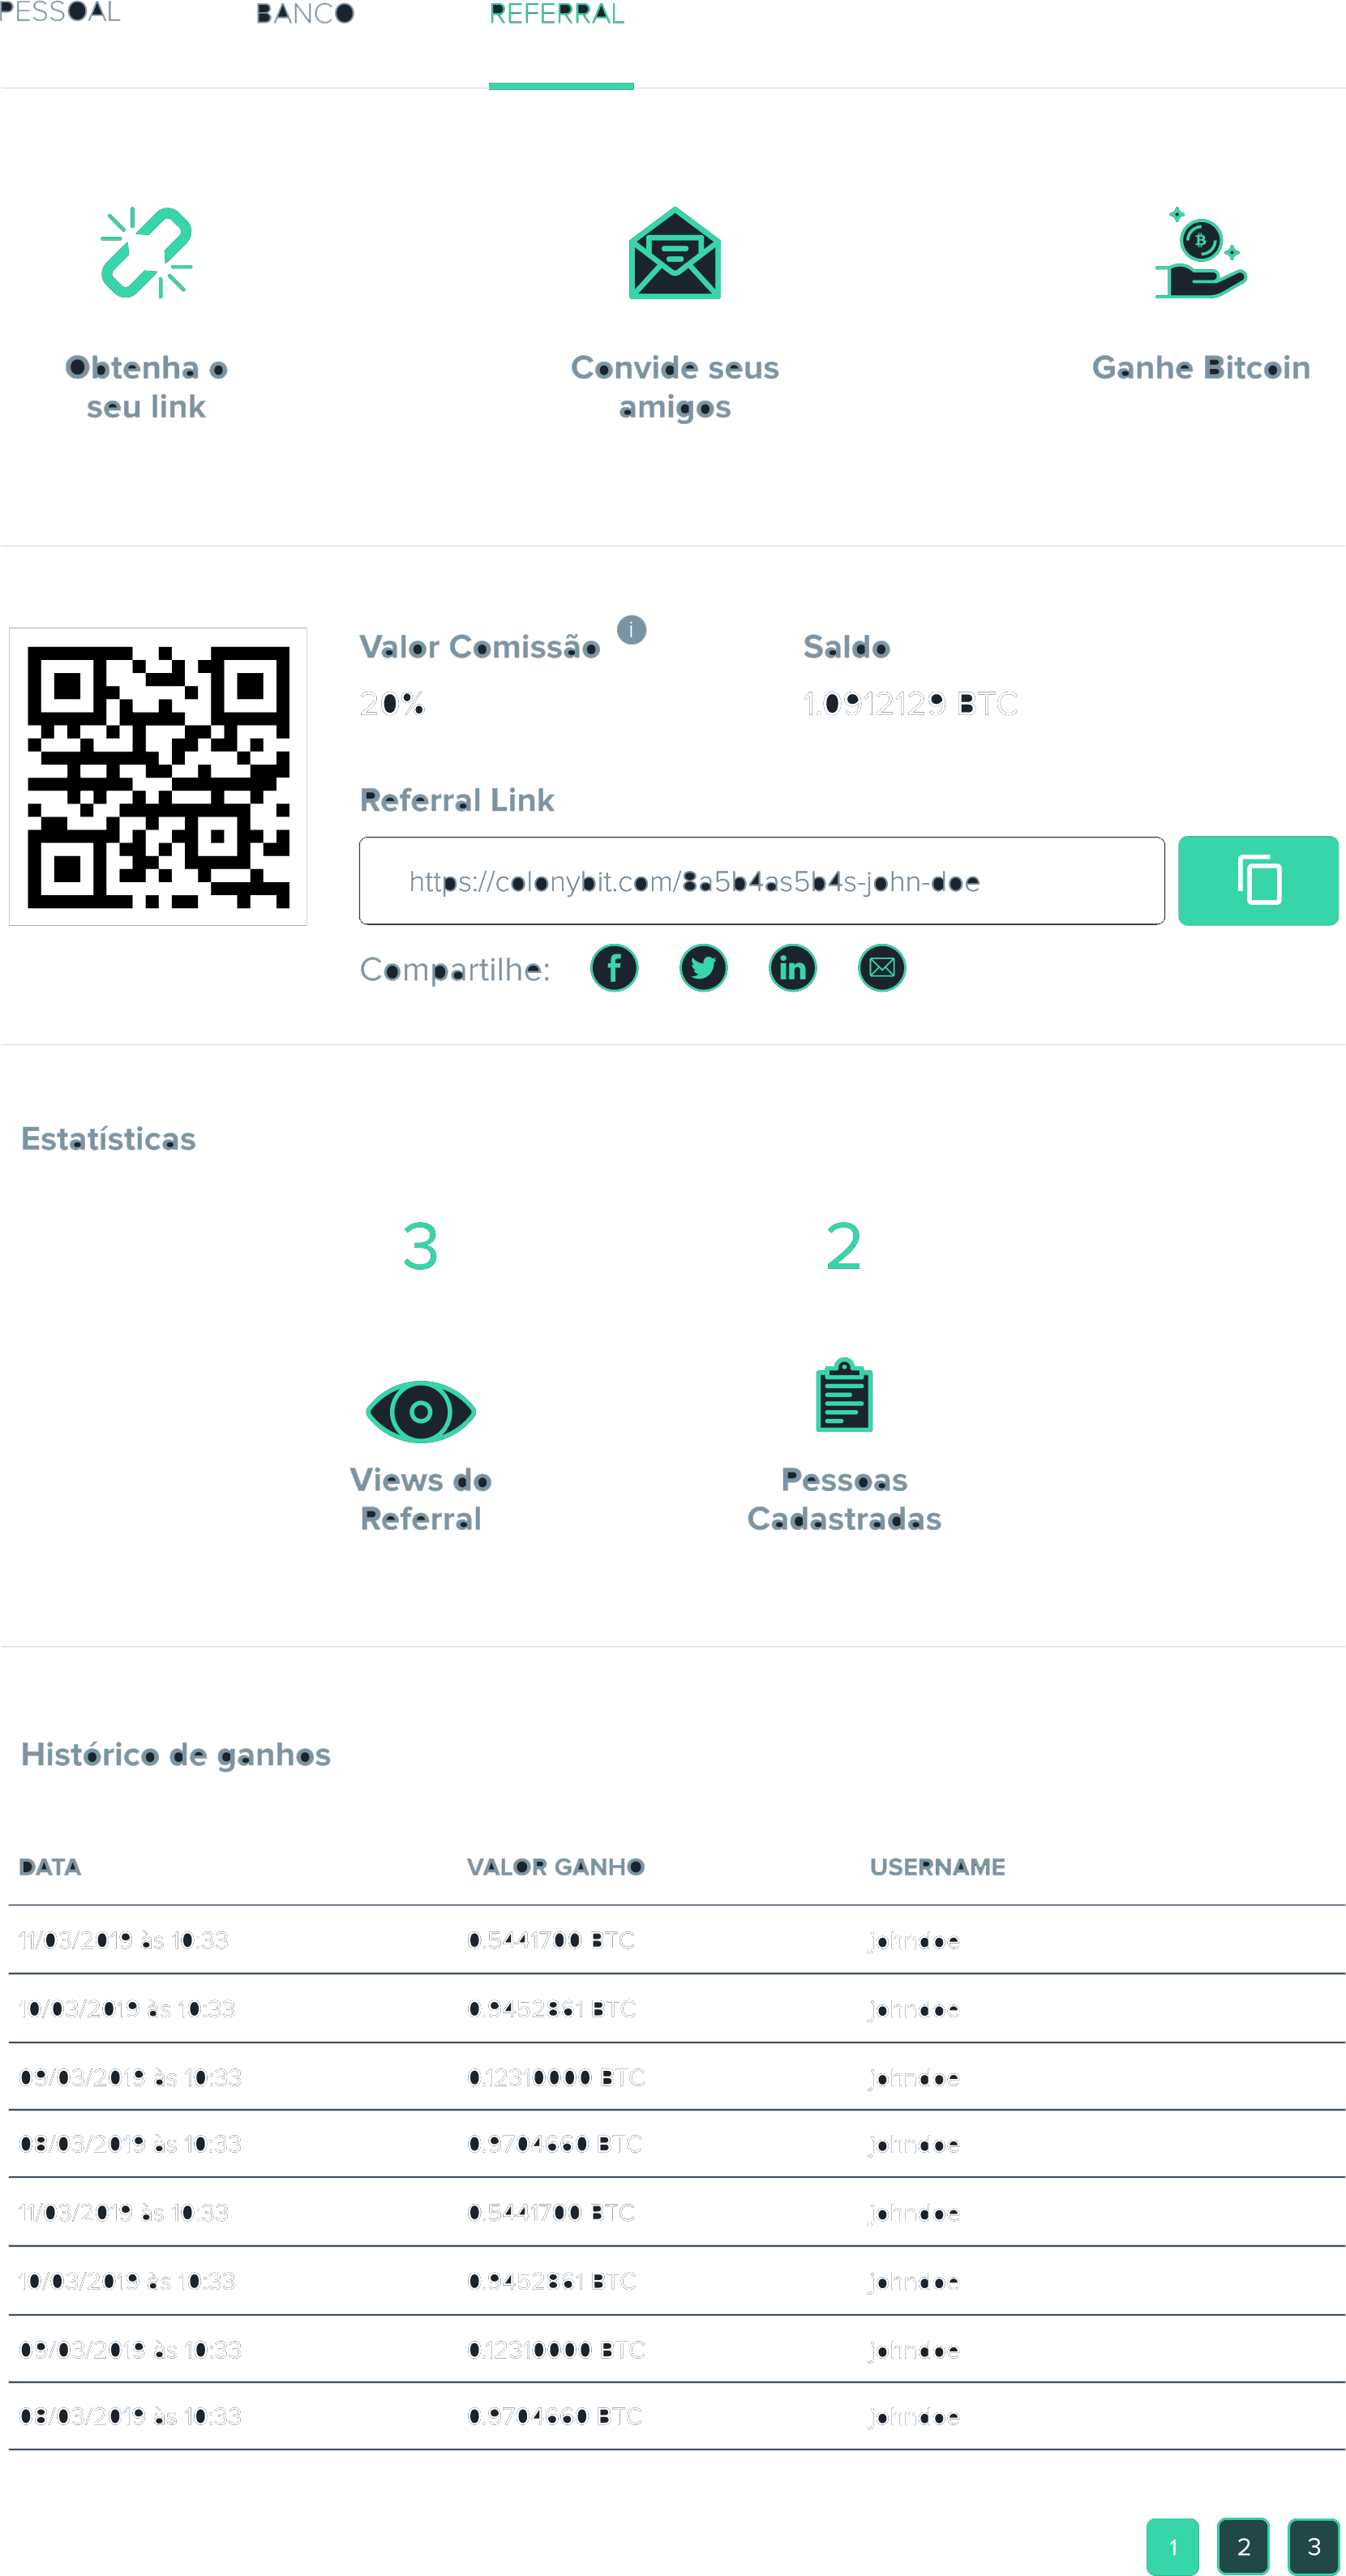 PESSOAL BANCO REFERRAL
Obtenha o
seu link
Convide seus
amigos
Ganhe Bitcoin
Valor Comissão i
20%
Saldo
1.0912129 BTC
Referral Link
https://colonybit.com/8a5b4as5b4s-john-doe
Compartilhe:
Estatísticas
3
Views do
Referral
2
Pessoas
Cadastradas
Histórico de ganhos
DATA VALOR GANHO USERNAME
11/03/2019 às 10:33 0.5441700 BTC johndoe
10/03/2019 às 10:33 0.9452861 BTC johndoe
09/03/2019 às 10:33 0.12310000 BTC johndoe
08/03/2019 às 10:33 0.9704660 BTC johndoe
11/03/2019 às 10:33 0.5441700 BTC johndoe
10/03/2019 às 10:33 0.9452861 BTC johndoe
09/03/2019 às 10:33 0.12310000 BTC johndoe
08/03/2019 às 10:33 0.9704660 BTC johndoe
1 2 3